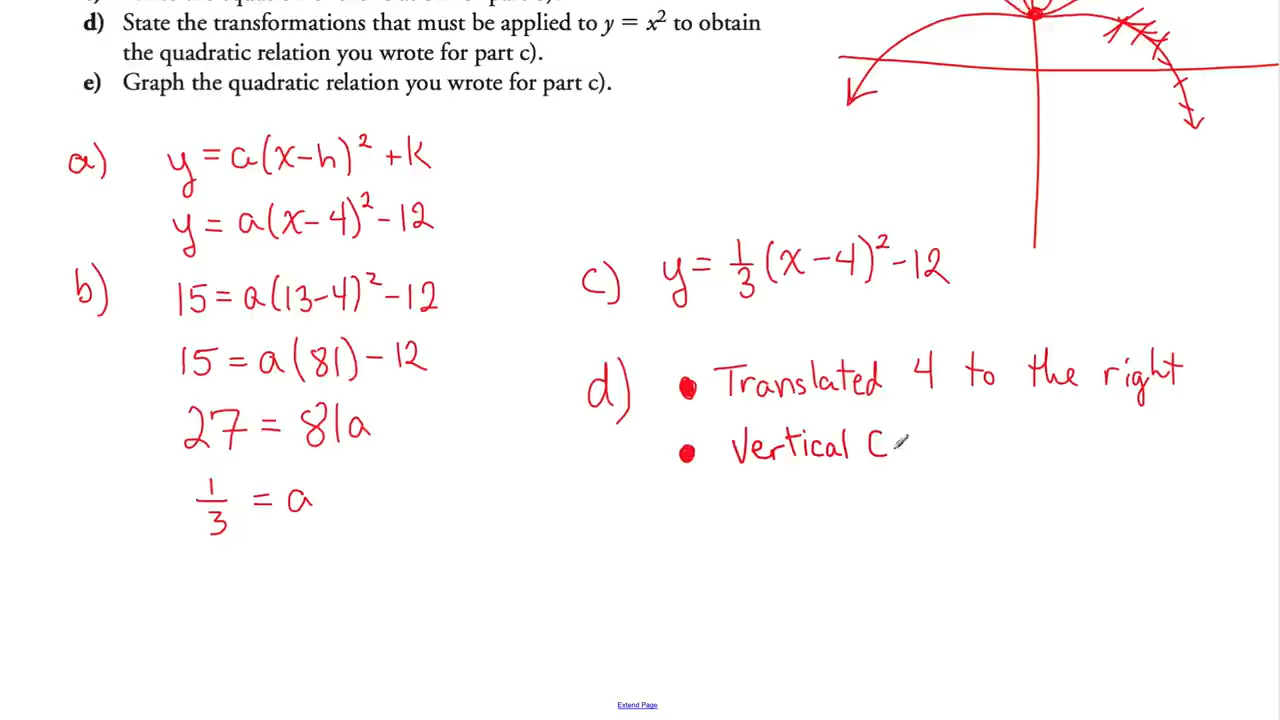 d) State the transformations that must be applied to y = x² to obtain
the quadratic relation you wrote for part c).
e) Graph the quadratic relation you wrote for part c).
a) y = a(x-h)² + k
y = a(x-4)² - 12
b) 15 = a(13-4)² - 12
15 = a(81) - 12
27 = 81a
1/3 = a
c) y = 1/3 (x-4)² - 12
d) • Translated 4 to the right
• Vertical C
Extend Page